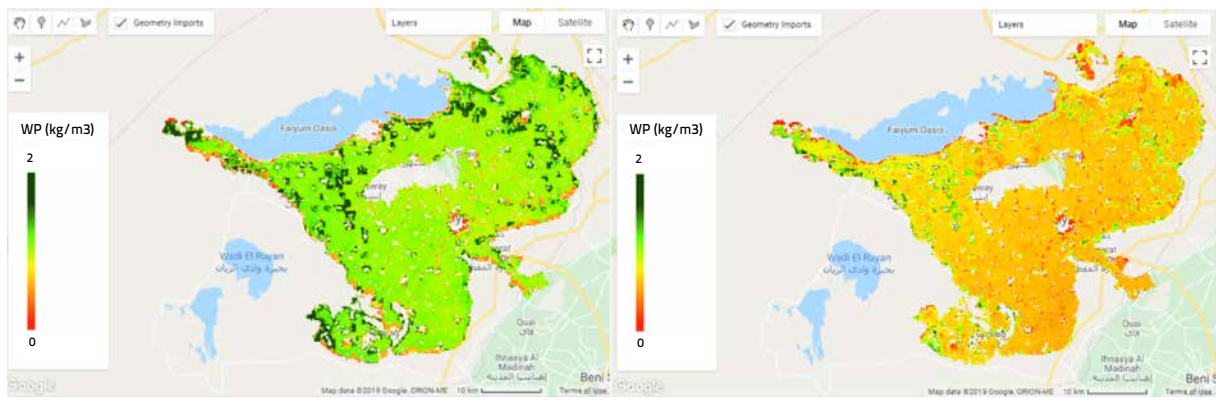 Geometry Imports
Layers
Map
Satellite
+
−
WP (kg/m3)
2
0
Faiyum Oasis
Wadi El Rayan
بحيرة وادي الريان
Quai
Ihnasya Al
Madinah
إهناسيا المدينة
Beni S
Google
Map data ©2019 Google, ORION-ME
10 km
Terms of Use
Geometry Imports
Layers
Map
Satellite
+
−
WP (kg/m3)
2
0
Faiyum Oasis
Wadi El Rayan
بحيرة وادي الريان
Quai
Ihnasya Al
Madinah
إهناسيا المدينة
Beni S
Google
Map data ©2019 Google, ORION-ME
10 km
Terms of Use